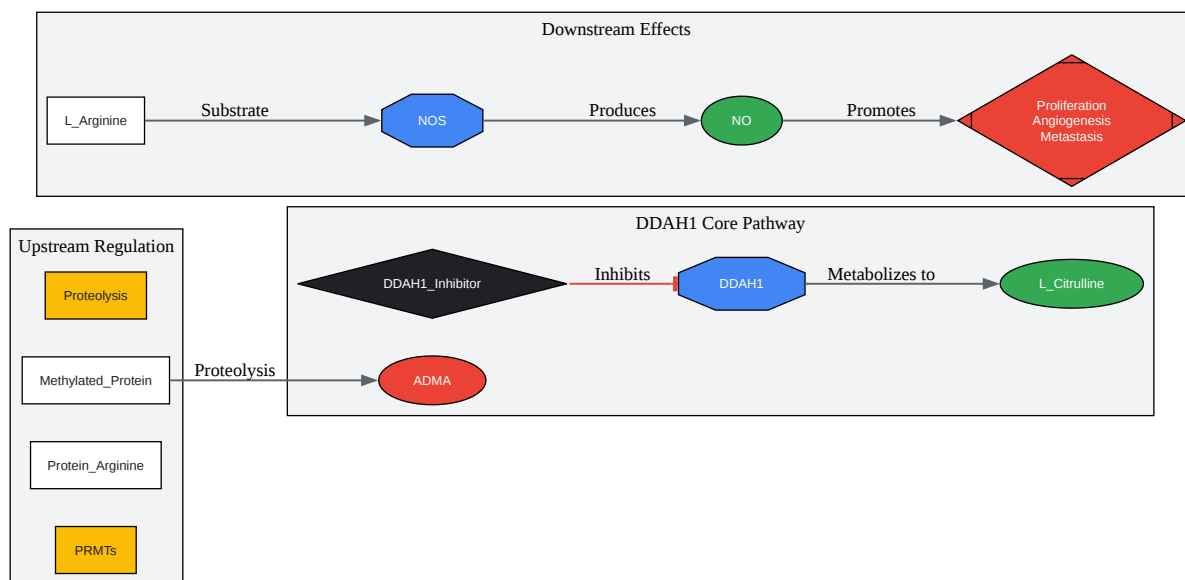 Downstream Effects
L_Arginine
Substrate
NOS
Produces
NO
Promotes
Proliferation
Angiogenesis
Metastasis
DDAH1 Core Pathway
DDAH1_Inhibitor
Inhibits
DDAH1
Metabolizes to
L_Citrulline
ADMA
Upstream Regulation
Proteolysis
Methylated_Protein
Proteolysis
Protein_Arginine
PRMTs